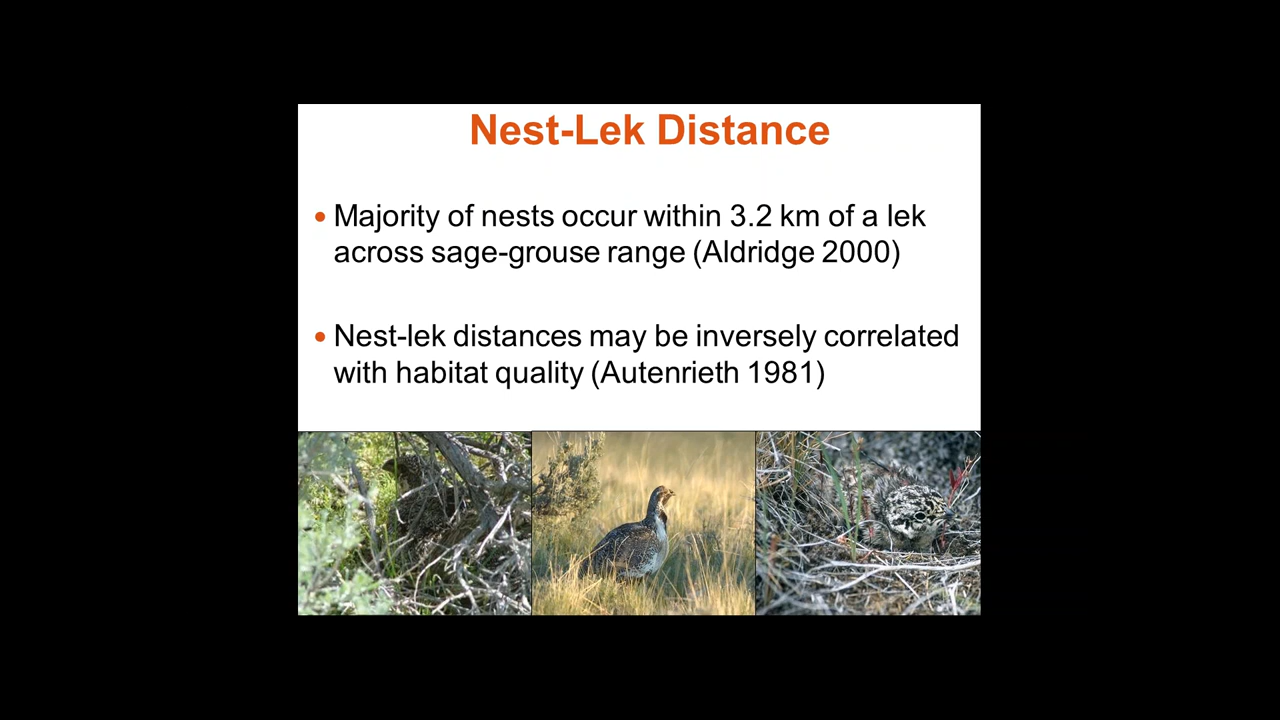 Nest-Lek Distance
• Majority of nests occur within 3.2 km of a lek
across sage-grouse range (Aldridge 2000)
• Nest-lek distances may be inversely correlated
with habitat quality (Autenrieth 1981)